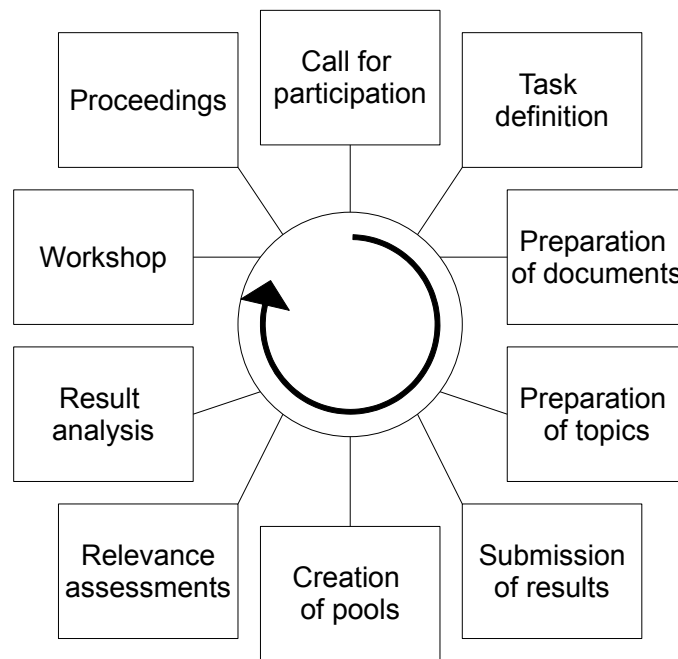 Call for
participation
Task
definition
Preparation
of documents
Preparation
of topics
Submission
of results
Creation
of pools
Relevance
assessments
Result
analysis
Workshop
Proceedings